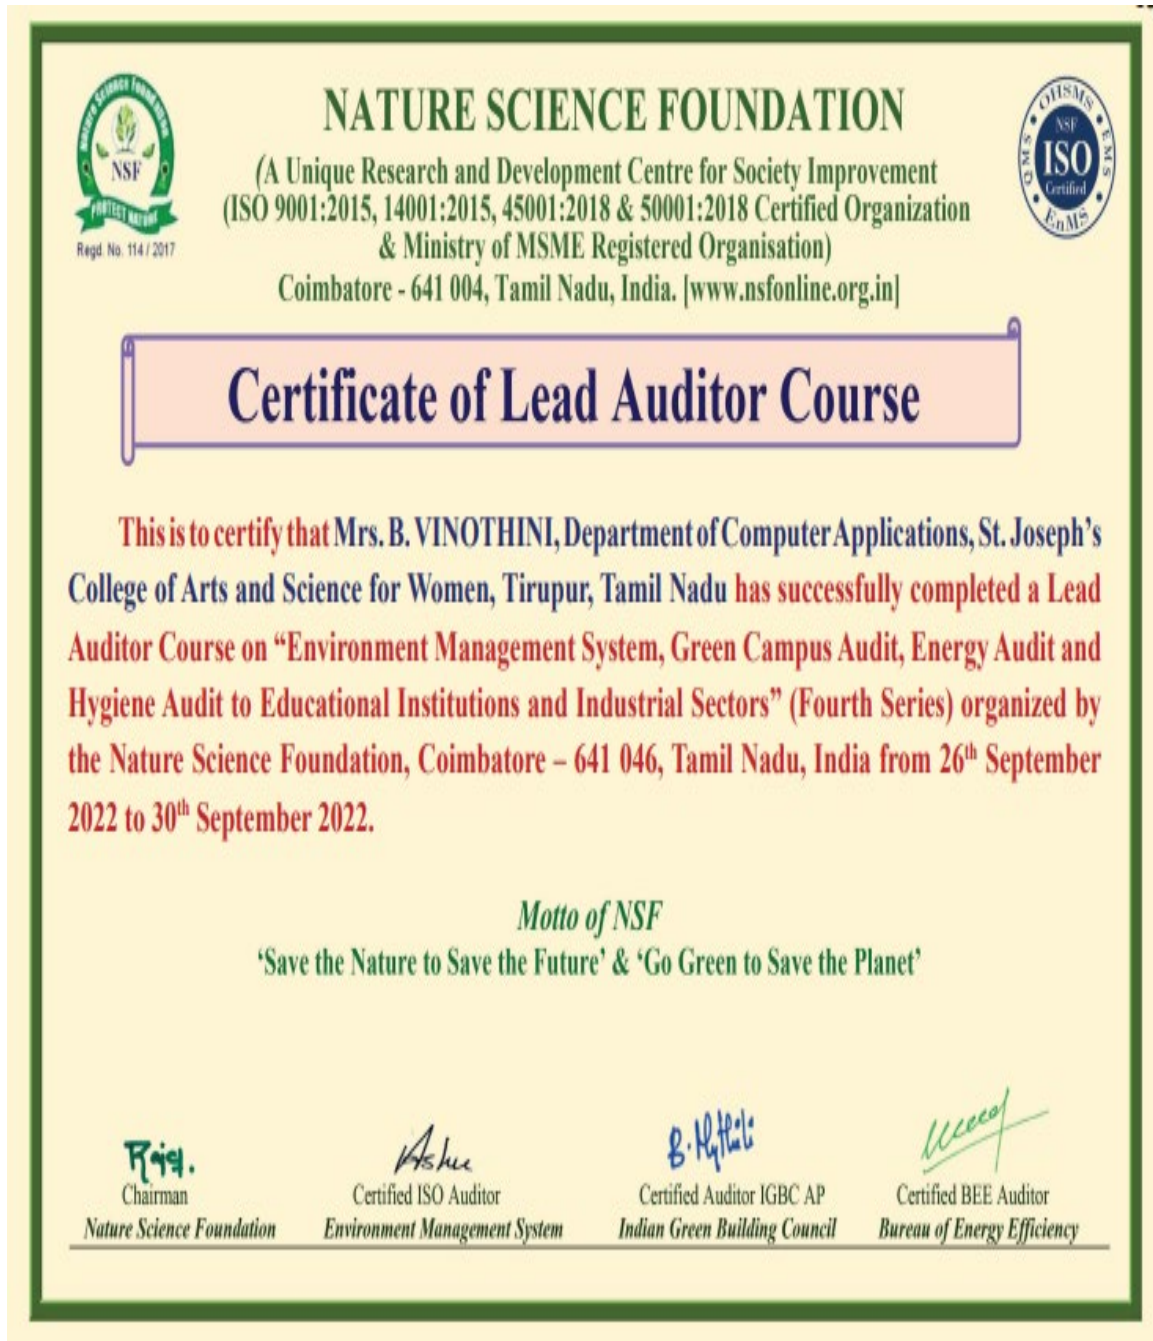 Nature Science Foundation
NSF
PROTECT NATURE
Regd. No. 114 / 2017
NATURE SCIENCE FOUNDATION
(A Unique Research and Development Centre for Society Improvement
(ISO 9001:2015, 14001:2015, 45001:2018 & 50001:2018 Certified Organization
& Ministry of MSME Registered Organisation)
Coimbatore - 641 004, Tamil Nadu, India. [www.nsfonline.org.in]
QMS • OHSMS • EMS • EnMS
NSF
ISO
Certified
Certificate of Lead Auditor Course
This is to certify that Mrs. B. VINOTHINI, Department of Computer Applications, St. Joseph’s
College of Arts and Science for Women, Tirupur, Tamil Nadu has successfully completed a Lead
Auditor Course on “Environment Management System, Green Campus Audit, Energy Audit and
Hygiene Audit to Educational Institutions and Industrial Sectors” (Fourth Series) organized by
the Nature Science Foundation, Coimbatore – 641 046, Tamil Nadu, India from 26th September
2022 to 30th September 2022.
Motto of NSF
‘Save the Nature to Save the Future’ & ‘Go Green to Save the Planet’
B. Mythili
Chairman
Nature Science Foundation
Certified ISO Auditor
Environment Management System
Certified Auditor IGBC AP
Indian Green Building Council
Certified BEE Auditor
Bureau of Energy Efficiency